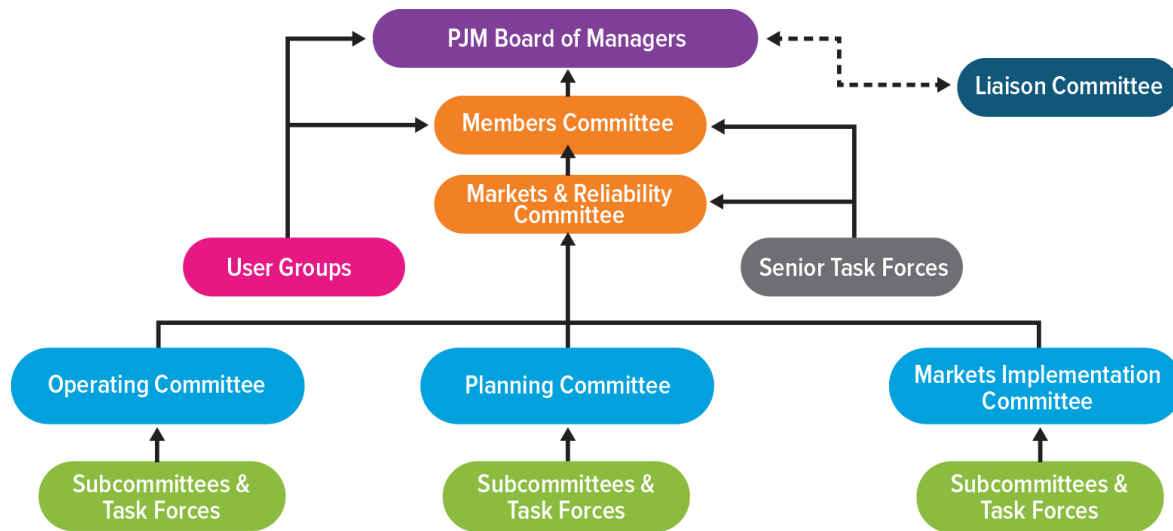 PJM Board of Managers
Liaison Committee
Members Committee
Markets & Reliability
Committee
User Groups
Senior Task Forces
Operating Committee
Planning Committee
Markets Implementation
Committee
Subcommittees &
Task Forces
Subcommittees &
Task Forces
Subcommittees &
Task Forces